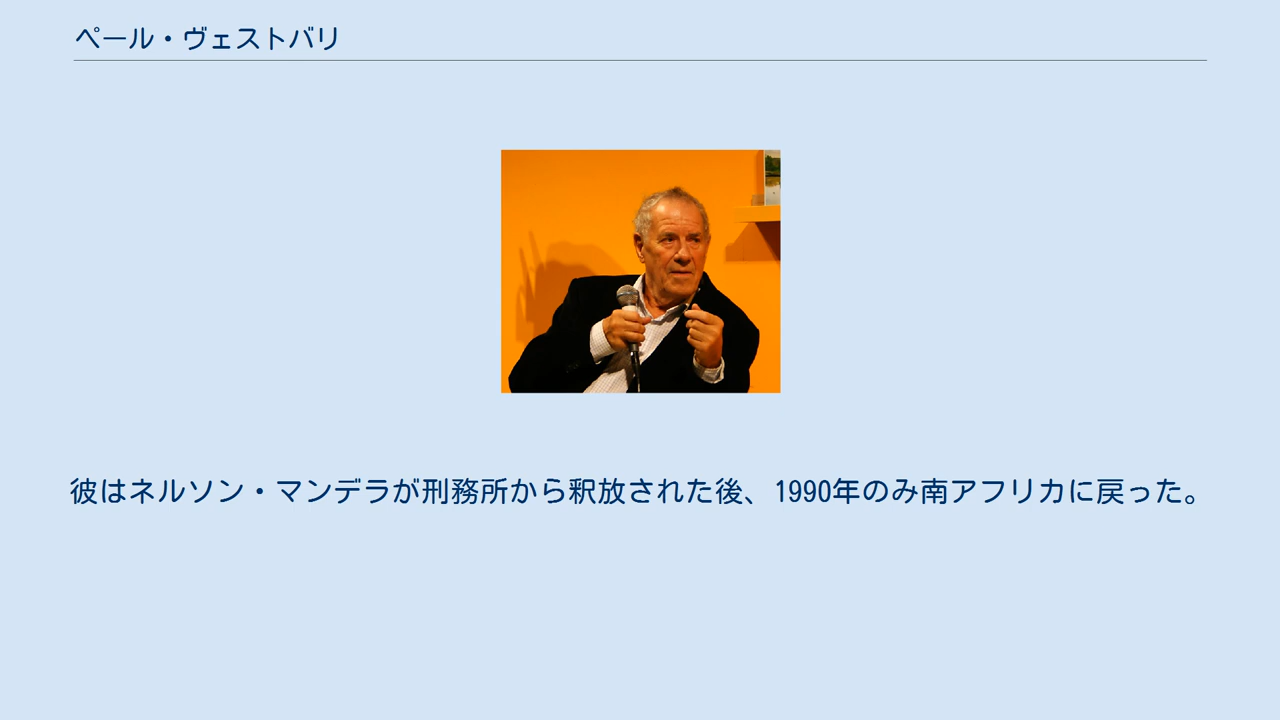 ペール・ヴェストバリ
彼はネルソン・マンデラが刑務所から釈放された後、1990年のみ南アフリカに戻った。